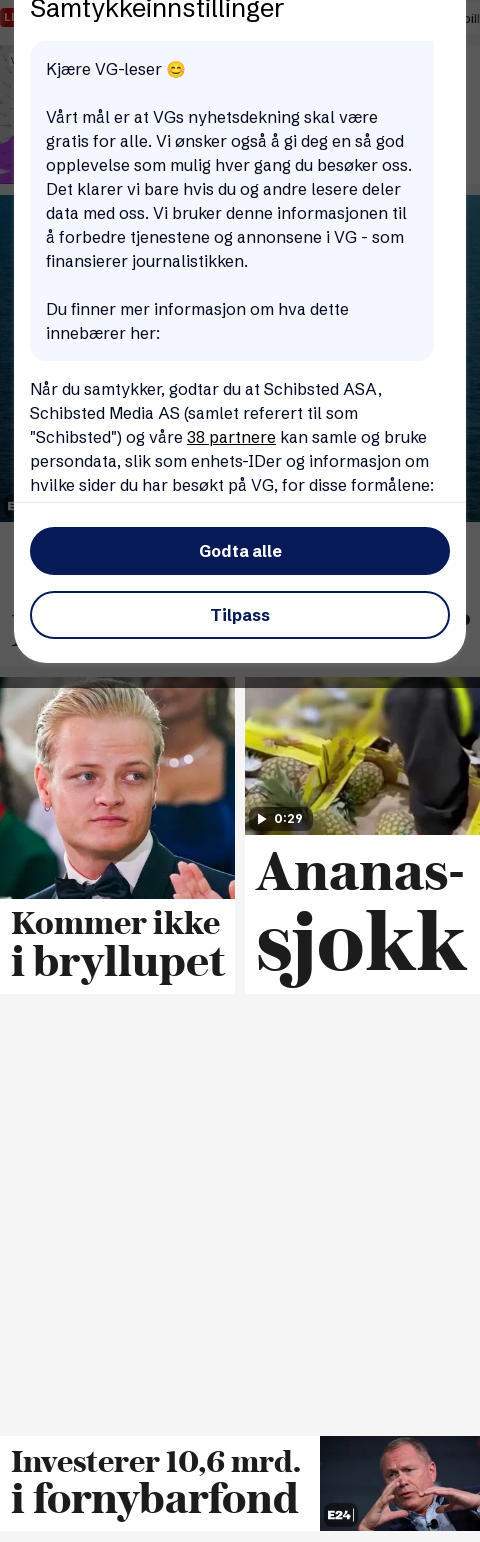 Samtykkeinnstillinger
Kjære VG-leser 😊
Vårt mål er at VGs nyhetsdekning skal være
gratis for alle. Vi ønsker også å gi deg en så god
opplevelse som mulig hver gang du besøker oss.
Det klarer vi bare hvis du og andre lesere deler
data med oss. Vi bruker denne informasjonen til
å forbedre tjenestene og annonsene i VG - som
finansierer journalistikken.
Du finner mer informasjon om hva dette
innebærer her:
Når du samtykker, godtar du at Schibsted ASA,
Schibsted Media AS (samlet referert til som
"Schibsted") og våre 38 partnere kan samle og bruke
persondata, slik som enhets-IDer og informasjon om
hvilke sider du har besøkt på VG, for disse formålene:
Godta alle
Tilpass
0:29
Kommer ikke
i bryllupet
Ananas-
sjokk
Investerer 10,6 mrd.
i fornybarfond
E24